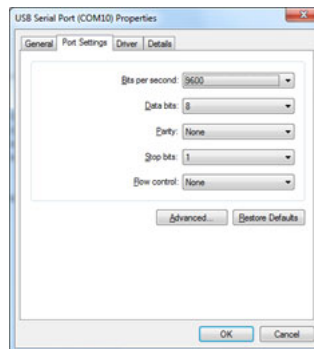 USB Serial Port (COM10) Properties
General Port Settings Driver Details
Bits per second: 9600
Data bits: 8
Parity: None
Stop bits: 1
Flow control: None
Advanced... Restore Defaults
OK Cancel